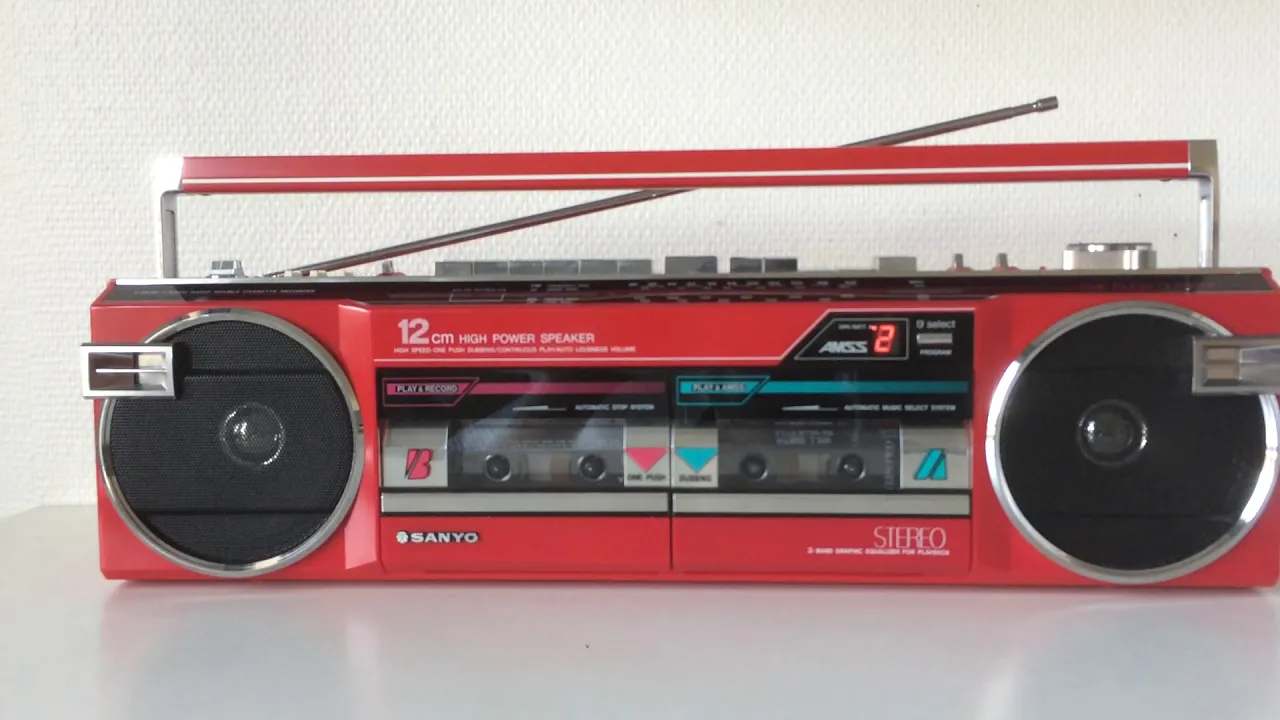 12cm HIGH POWER SPEAKER
HIGH SPEED-ONE PUSH DUBBING/CONTINUOUS PLAY/AUTO LOUDNESS VOLUME
AMSS 2
9 select
PROGRAM
PLAY & RECORD
PLAY & AMSS
AUTOMATIC STOP SYSTEM
AUTOMATIC MUSIC SELECT SYSTEM
B
ONE PUSH
DUBBING
A
SANYO
STEREO
3-BAND GRAPHIC EQUALIZER FOR PLAYBACK